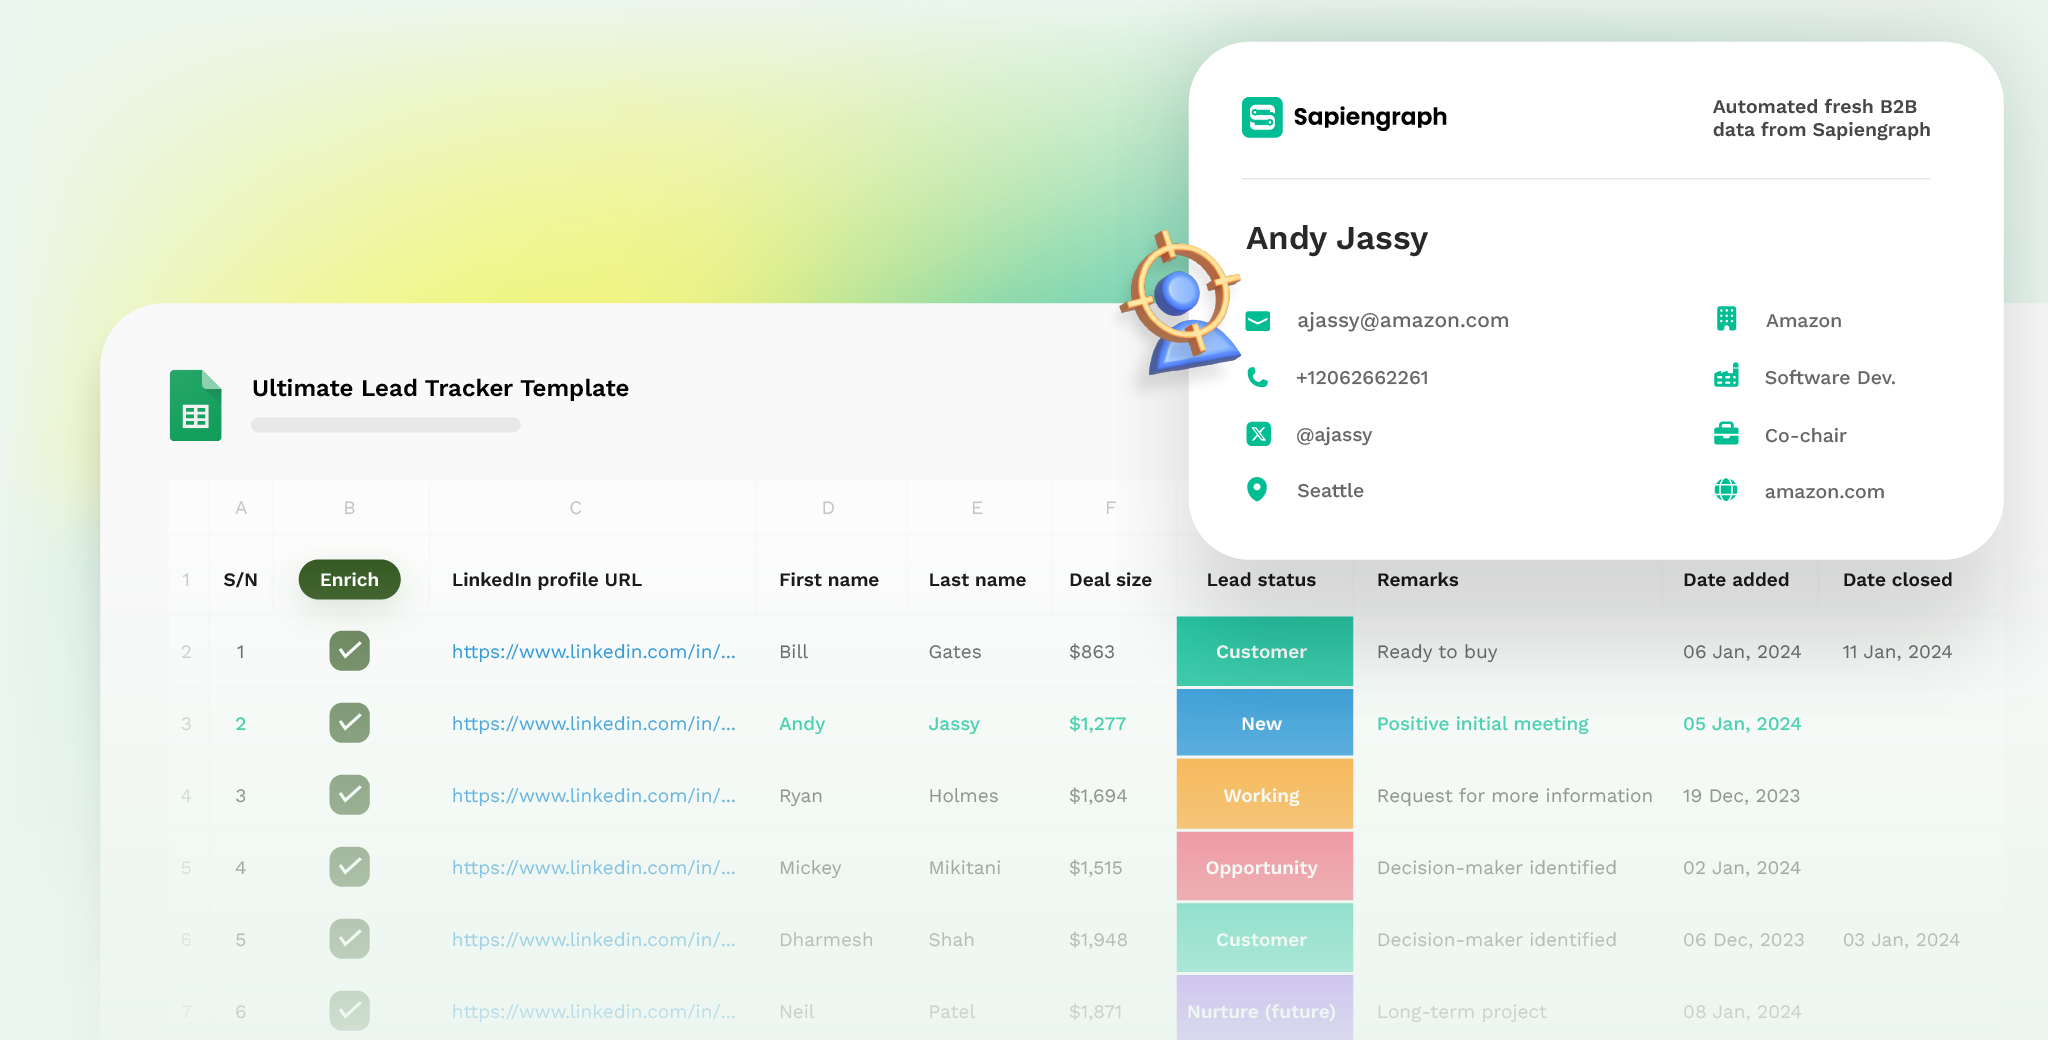 Sapiengraph
Automated fresh B2B
data from Sapiengraph
Andy Jassy
ajassy@amazon.com
Amazon
+12062662261
Software Dev.
@ajassy
Co-chair
Seattle
amazon.com
Ultimate Lead Tracker Template
A B C D E F
1 S/N Enrich LinkedIn profile URL First name Last name Deal size Lead status Remarks Date added Date closed
2 1 https://www.linkedin.com/in/... Bill Gates $863 Customer Ready to buy 06 Jan, 2024 11 Jan, 2024
3 2 https://www.linkedin.com/in/... Andy Jassy $1,277 New Positive initial meeting 05 Jan, 2024
4 3 https://www.linkedin.com/in/... Ryan Holmes $1,694 Working Request for more information 19 Dec, 2023
5 4 https://www.linkedin.com/in/... Mickey Mikitani $1,515 Opportunity Decision-maker identified 02 Jan, 2024
6 5 https://www.linkedin.com/in/... Dharmesh Shah $1,948 Customer Decision-maker identified 06 Dec, 2023 03 Jan, 2024
7 6 https://www.linkedin.com/in/... Neil Patel $1,871 Nurture (future) Long-term project 08 Jan, 2024